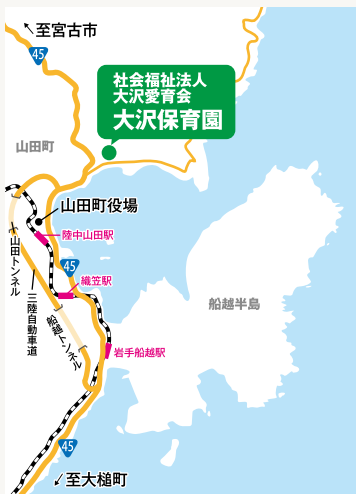 至宮古市
45
社会福祉法人
大沢愛育会
大沢保育園
山田町
山田町役場
陸中山田駅
45
織笠駅
山田トンネル
三陸自動車道
船越トンネル
船越半島
岩手船越駅
45
至大槌町